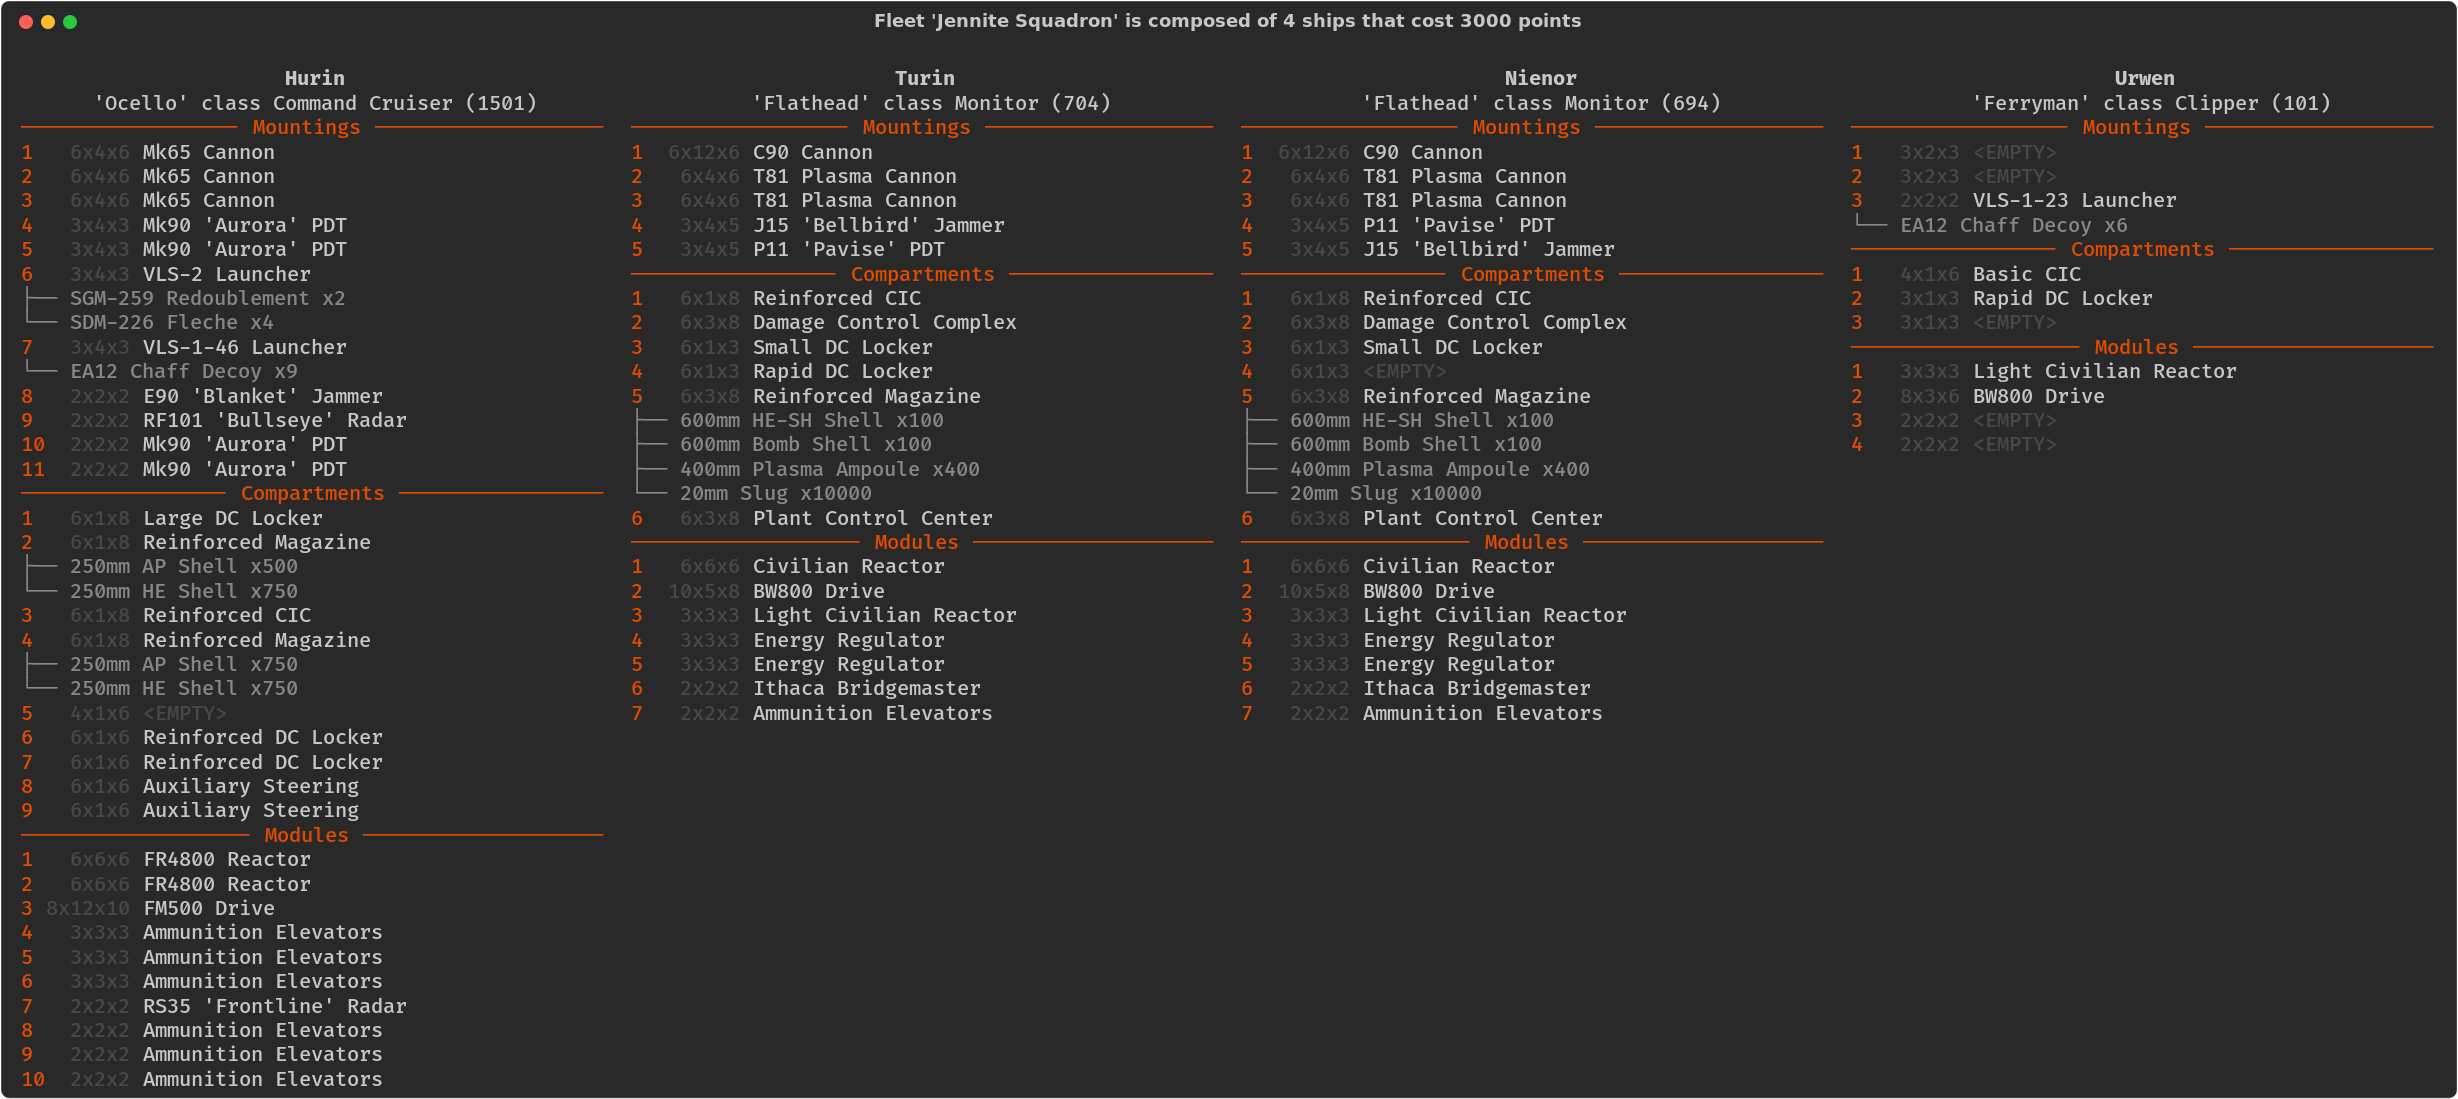 Fleet 'Jennite Squadron' is composed of 4 ships that cost 3000 points
Hurin
'Ocello' class Command Cruiser (1501)
Mountings
1 6x4x6 Mk65 Cannon
2 6x4x6 Mk65 Cannon
3 6x4x6 Mk65 Cannon
4 3x4x3 Mk90 'Aurora' PDT
5 3x4x3 Mk90 'Aurora' PDT
6 3x4x3 VLS-2 Launcher
├── SGM-259 Redoublement x2
└── SDM-226 Fleche x4
7 3x4x3 VLS-1-46 Launcher
└── EA12 Chaff Decoy x9
8 2x2x2 E90 'Blanket' Jammer
9 2x2x2 RF101 'Bullseye' Radar
10 2x2x2 Mk90 'Aurora' PDT
11 2x2x2 Mk90 'Aurora' PDT
Compartments
1 6x1x8 Large DC Locker
2 6x1x8 Reinforced Magazine
├── 250mm AP Shell x500
└── 250mm HE Shell x750
3 6x1x8 Reinforced CIC
4 6x1x8 Reinforced Magazine
├── 250mm AP Shell x750
└── 250mm HE Shell x750
5 4x1x6 <EMPTY>
6 6x1x6 Reinforced DC Locker
7 6x1x6 Reinforced DC Locker
8 6x1x6 Auxiliary Steering
9 6x1x6 Auxiliary Steering
Modules
1 6x6x6 FR4800 Reactor
2 6x6x6 FR4800 Reactor
3 8x12x10 FM500 Drive
4 3x3x3 Ammunition Elevators
5 3x3x3 Ammunition Elevators
6 3x3x3 Ammunition Elevators
7 2x2x2 RS35 'Frontline' Radar
8 2x2x2 Ammunition Elevators
9 2x2x2 Ammunition Elevators
10 2x2x2 Ammunition Elevators
Turin
'Flathead' class Monitor (704)
Mountings
1 6x12x6 C90 Cannon
2 6x4x6 T81 Plasma Cannon
3 6x4x6 T81 Plasma Cannon
4 3x4x5 J15 'Bellbird' Jammer
5 3x4x5 P11 'Pavise' PDT
Compartments
1 6x1x8 Reinforced CIC
2 6x3x8 Damage Control Complex
3 6x1x3 Small DC Locker
4 6x1x3 Rapid DC Locker
5 6x3x8 Reinforced Magazine
├── 600mm HE-SH Shell x100
├── 600mm Bomb Shell x100
├── 400mm Plasma Ampoule x400
└── 20mm Slug x10000
6 6x3x8 Plant Control Center
Modules
1 6x6x6 Civilian Reactor
2 10x5x8 BW800 Drive
3 3x3x3 Light Civilian Reactor
4 3x3x3 Energy Regulator
5 3x3x3 Energy Regulator
6 2x2x2 Ithaca Bridgemaster
7 2x2x2 Ammunition Elevators
Nienor
'Flathead' class Monitor (694)
Mountings
1 6x12x6 C90 Cannon
2 6x4x6 T81 Plasma Cannon
3 6x4x6 T81 Plasma Cannon
4 3x4x5 P11 'Pavise' PDT
5 3x4x5 J15 'Bellbird' Jammer
Compartments
1 6x1x8 Reinforced CIC
2 6x3x8 Damage Control Complex
3 6x1x3 Small DC Locker
4 6x1x3 <EMPTY>
5 6x3x8 Reinforced Magazine
├── 600mm HE-SH Shell x100
├── 600mm Bomb Shell x100
├── 400mm Plasma Ampoule x400
└── 20mm Slug x10000
6 6x3x8 Plant Control Center
Modules
1 6x6x6 Civilian Reactor
2 10x5x8 BW800 Drive
3 3x3x3 Light Civilian Reactor
4 3x3x3 Energy Regulator
5 3x3x3 Energy Regulator
6 2x2x2 Ithaca Bridgemaster
7 2x2x2 Ammunition Elevators
Urwen
'Ferryman' class Clipper (101)
Mountings
1 3x2x3 <EMPTY>
2 3x2x3 <EMPTY>
3 2x2x2 VLS-1-23 Launcher
└── EA12 Chaff Decoy x6
Compartments
1 4x1x6 Basic CIC
2 3x1x3 Rapid DC Locker
3 3x1x3 <EMPTY>
Modules
1 3x3x3 Light Civilian Reactor
2 8x3x6 BW800 Drive
3 2x2x2 <EMPTY>
4 2x2x2 <EMPTY>